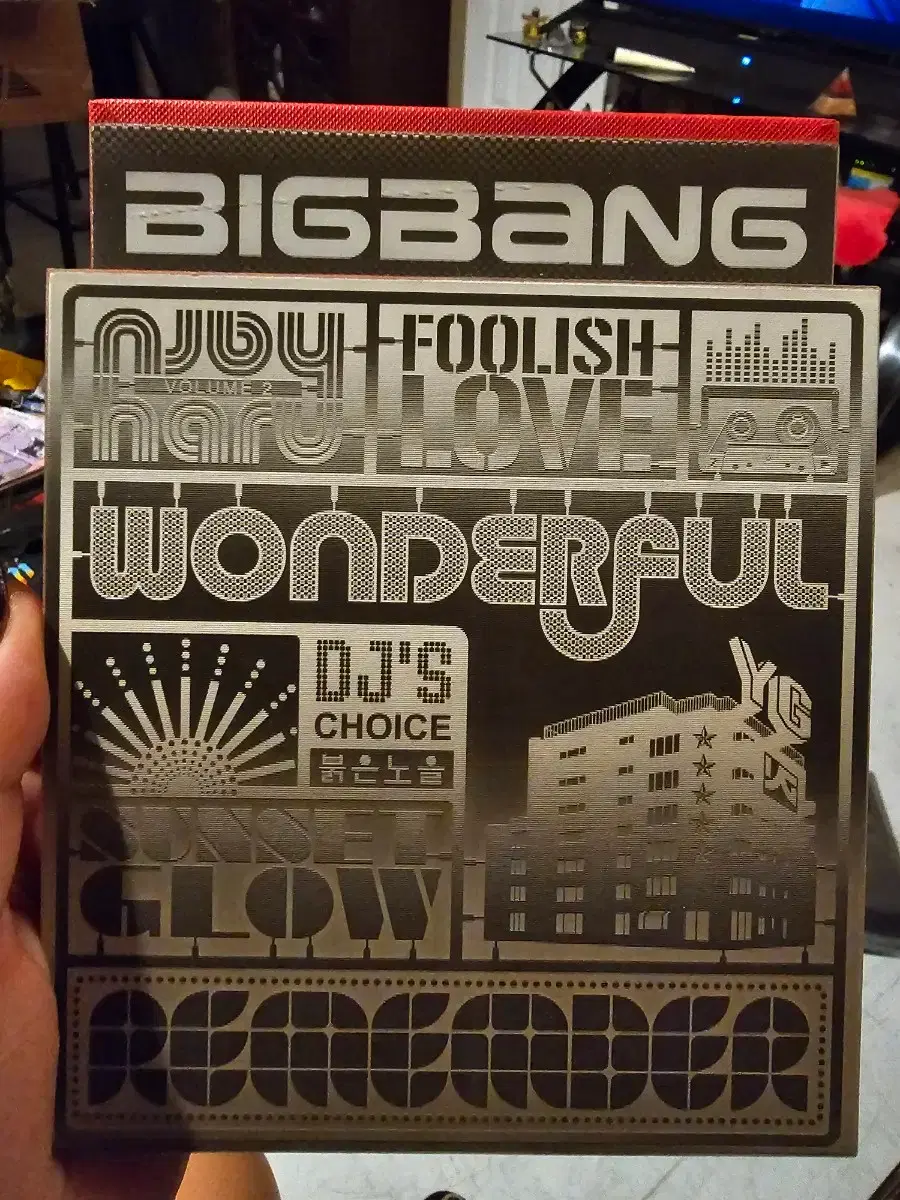 BIGBANG
VOLUME 2
haru
haru
FOOLISH
LOVE
WONDERFUL
DJ'S
CHOICE
붉은노을
SUNSET
GLOW
YG
REMEMBER